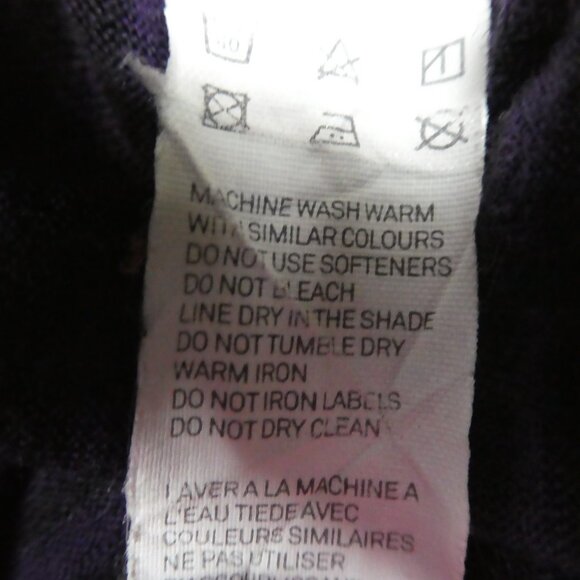 MACHINE WASH WARM
WITH SIMILAR COLOURS
DO NOT USE SOFTENERS
DO NOT BLEACH
LINE DRY IN THE SHADE
DO NOT TUMBLE DRY
WARM IRON
DO NOT IRON LABELS
DO NOT DRY CLEAN
LAVER A LA MACHINE A
L'EAU TIEDE AVEC
COULEURS SIMILAIRES
NE PAS UTILISER